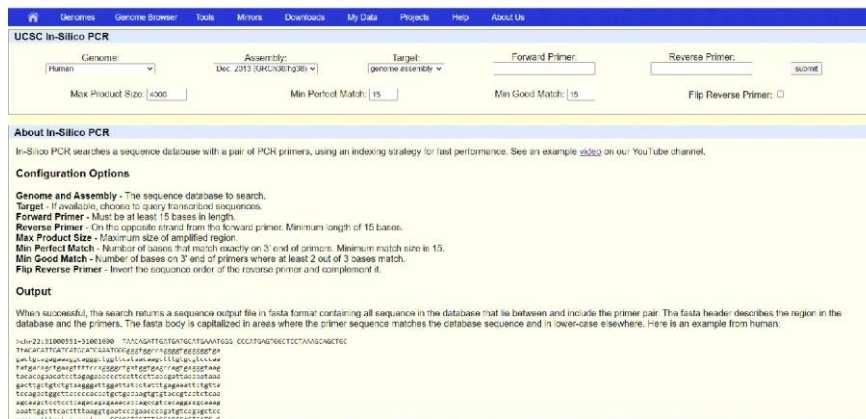 Genomes Genome Browser Tools Mirrors Downloads My Data Projects Help About Us
UCSC In-Silico PCR
Genome: Assembly: Target: Forward Primer: Reverse Primer:
Human Dec. 2013 (GRCh38/hg38) genome assembly submit
Max Product Size: 4000 Min Perfect Match: 15 Min Good Match: 15 Flip Reverse Primer:
About In-Silico PCR
In-Silico PCR searches a sequence database with a pair of PCR primers, using an indexing strategy for fast performance. See an example video on our YouTube channel.
Configuration Options
Genome and Assembly - The sequence database to search.
Target - If available, choose to query transcribed sequences.
Forward Primer - Must be at least 15 bases in length.
Reverse Primer - On the opposite strand from the forward primer. Minimum length of 15 bases.
Max Product Size - Maximum size of amplified region.
Min Perfect Match - Number of bases that match exactly on 3' end of primers. Minimum match size is 15.
Min Good Match - Number of bases on 3' end of primers where at least 2 out of 3 bases match.
Flip Reverse Primer - Invert the sequence order of the reverse primer and complement it.
Output
When successful, the search returns a sequence output file in fasta format containing all sequence in the database that lie between and include the primer pair. The fasta header describes the region in the
database and the primers. The fasta body is capitalized in areas where the primer sequence matches the database sequence and in lower-case elsewhere. Here is an example from human: